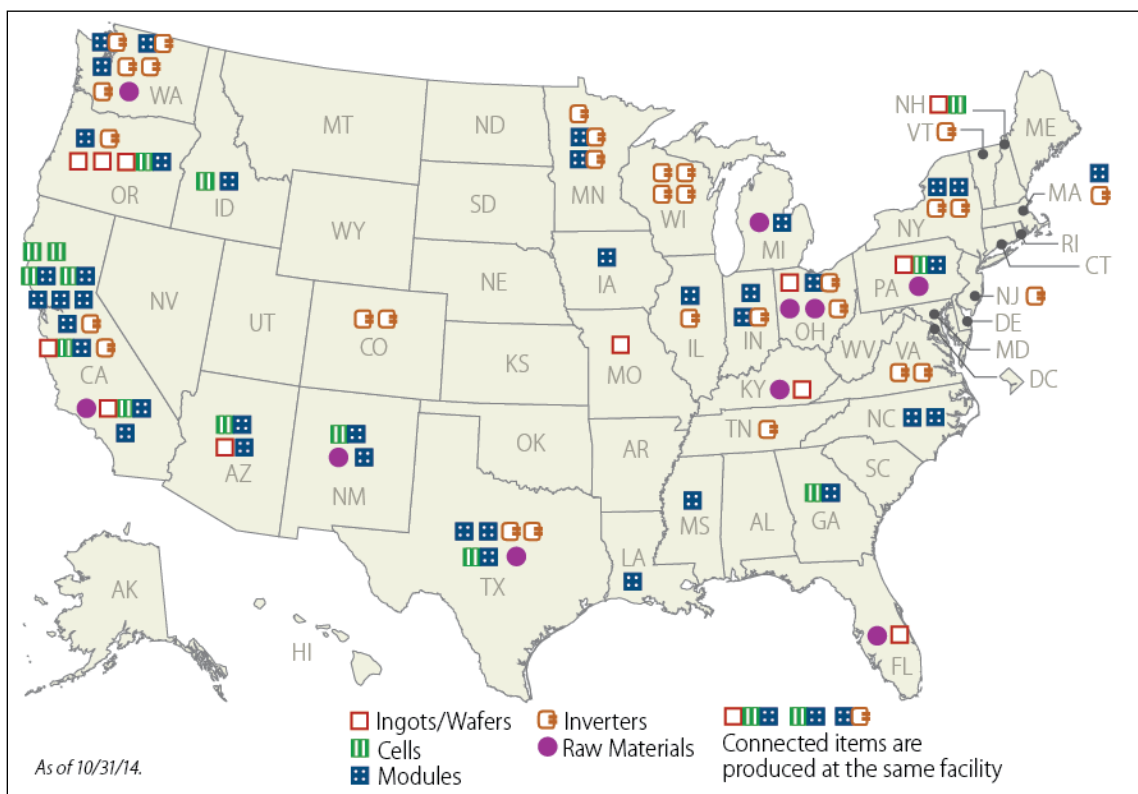 WA
MT
ND
MN
OR
ID
WY
SD
WI
MI
NH
VT
ME
NY
MA
RI
CT
NV
UT
CO
NE
IA
IL
IN
OH
PA
NJ
DE
MD
DC
CA
KS
MO
KY
WV
VA
AZ
NM
OK
AR
TN
NC
SC
TX
LA
MS
AL
GA
FL
AK
HI
Ingots/Wafers
Cells
Modules
Inverters
Raw Materials
Connected items are
produced at the same facility
As of 10/31/14.